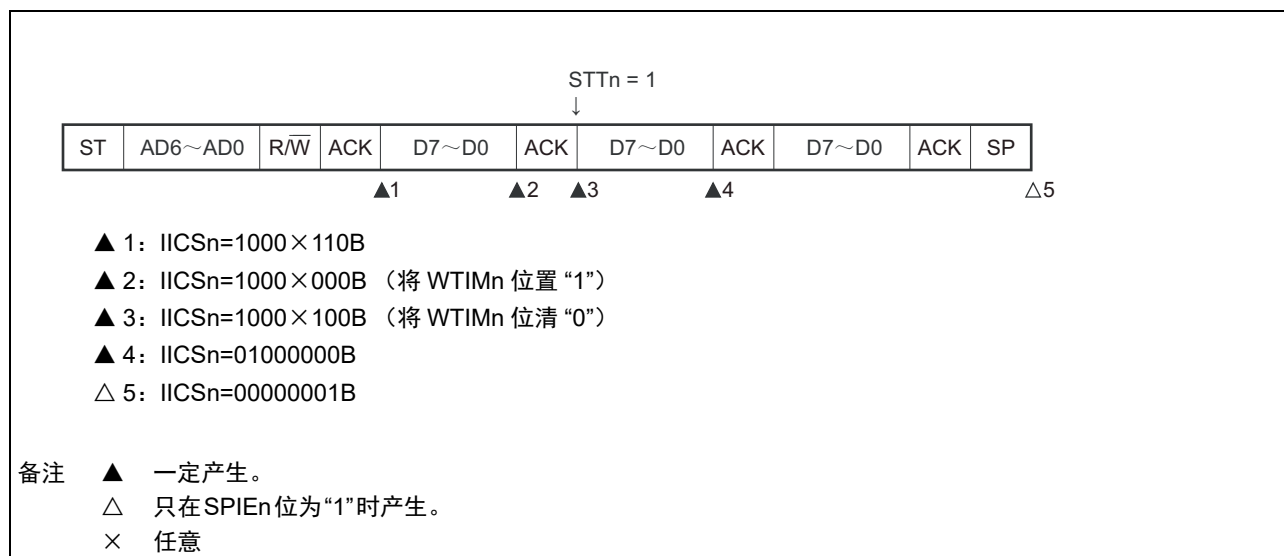 STTn = 1
↓
ST AD6～AD0 R/W̅ ACK D7～D0 ACK D7～D0 ACK D7～D0 ACK SP
▲1 ▲2 ▲3 ▲4 △5
▲ 1：IICSn=1000×110B
▲ 2：IICSn=1000×000B （将 WTIMn 位置 “1”）
▲ 3：IICSn=1000×100B （将 WTIMn 位清 “0”）
▲ 4：IICSn=01000000B
△ 5：IICSn=00000001B
备注 ▲ 一定产生。
△ 只在SPIEn位为“1”时产生。
× 任意